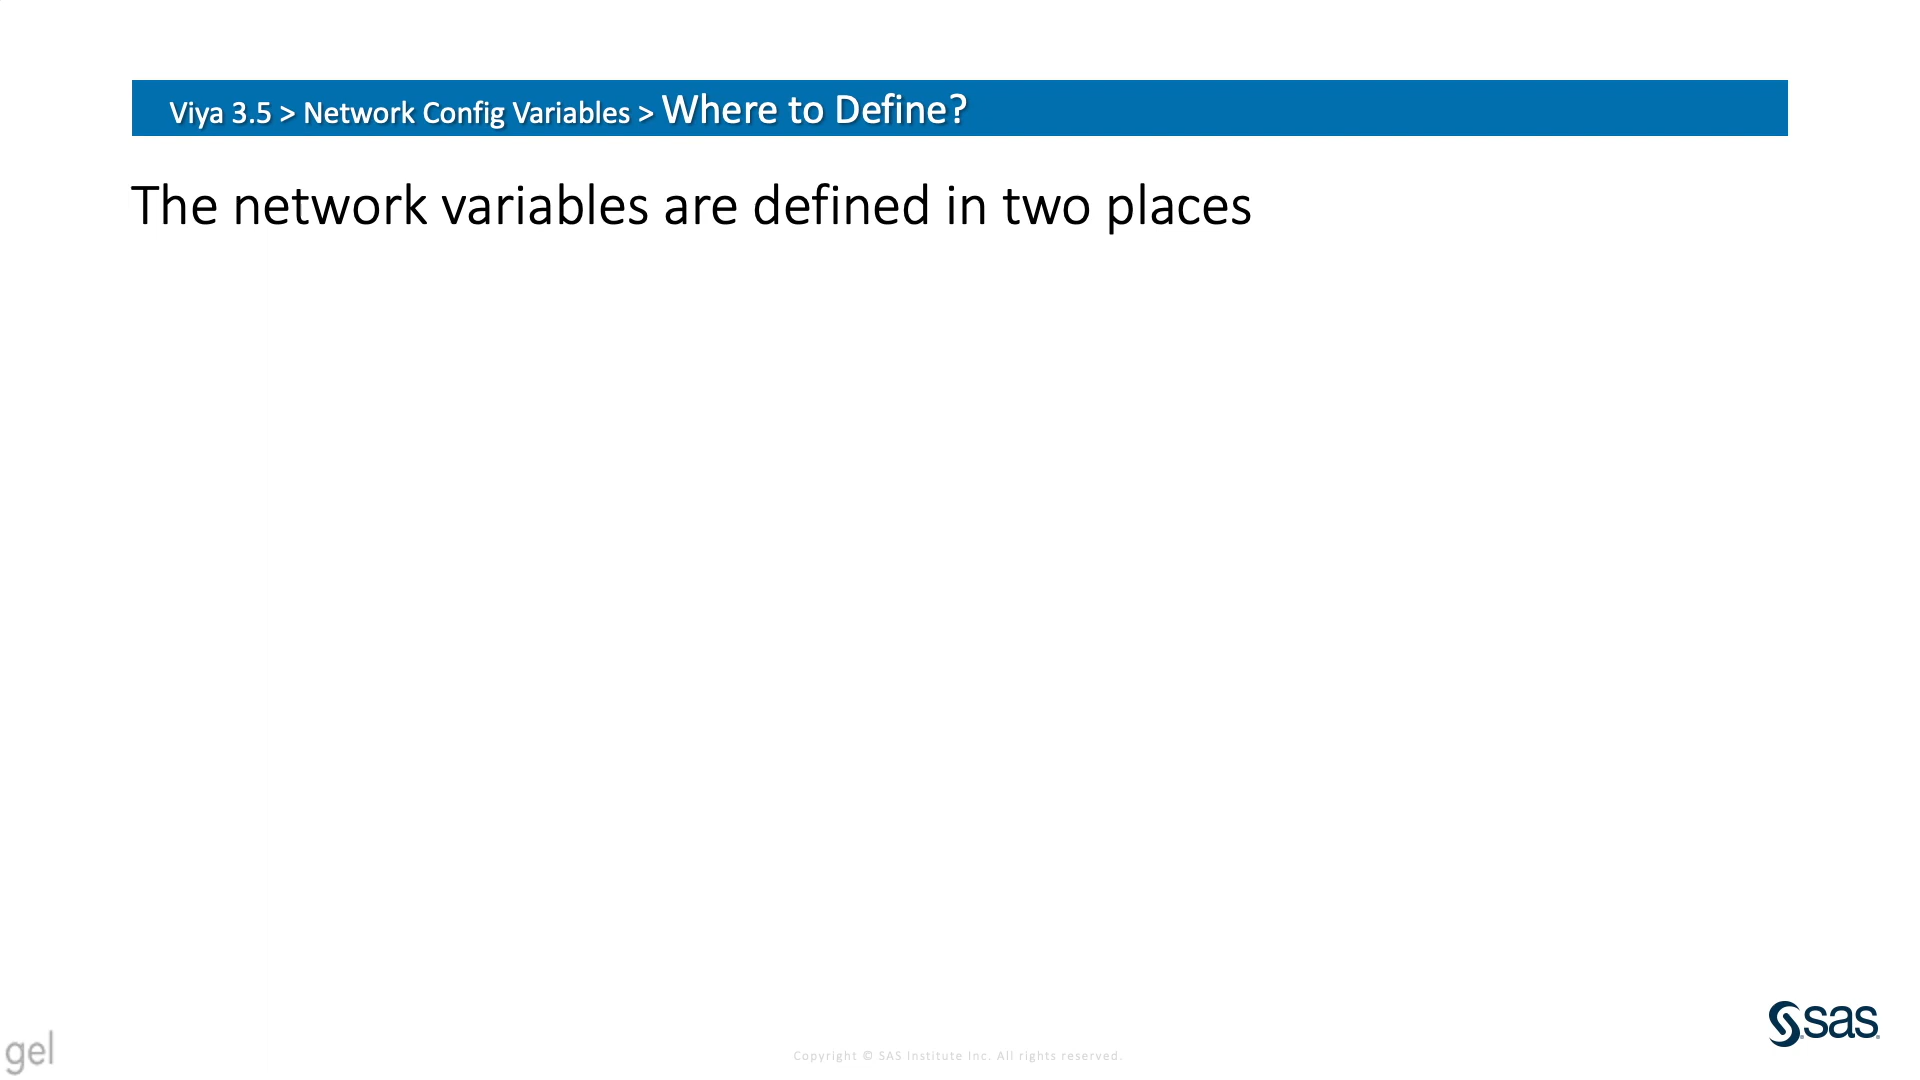 Viya 3.5 > Network Config Variables > Where to Define?
The network variables are defined in two places
sas
gel
Copyright © SAS Institute Inc. All rights reserved.